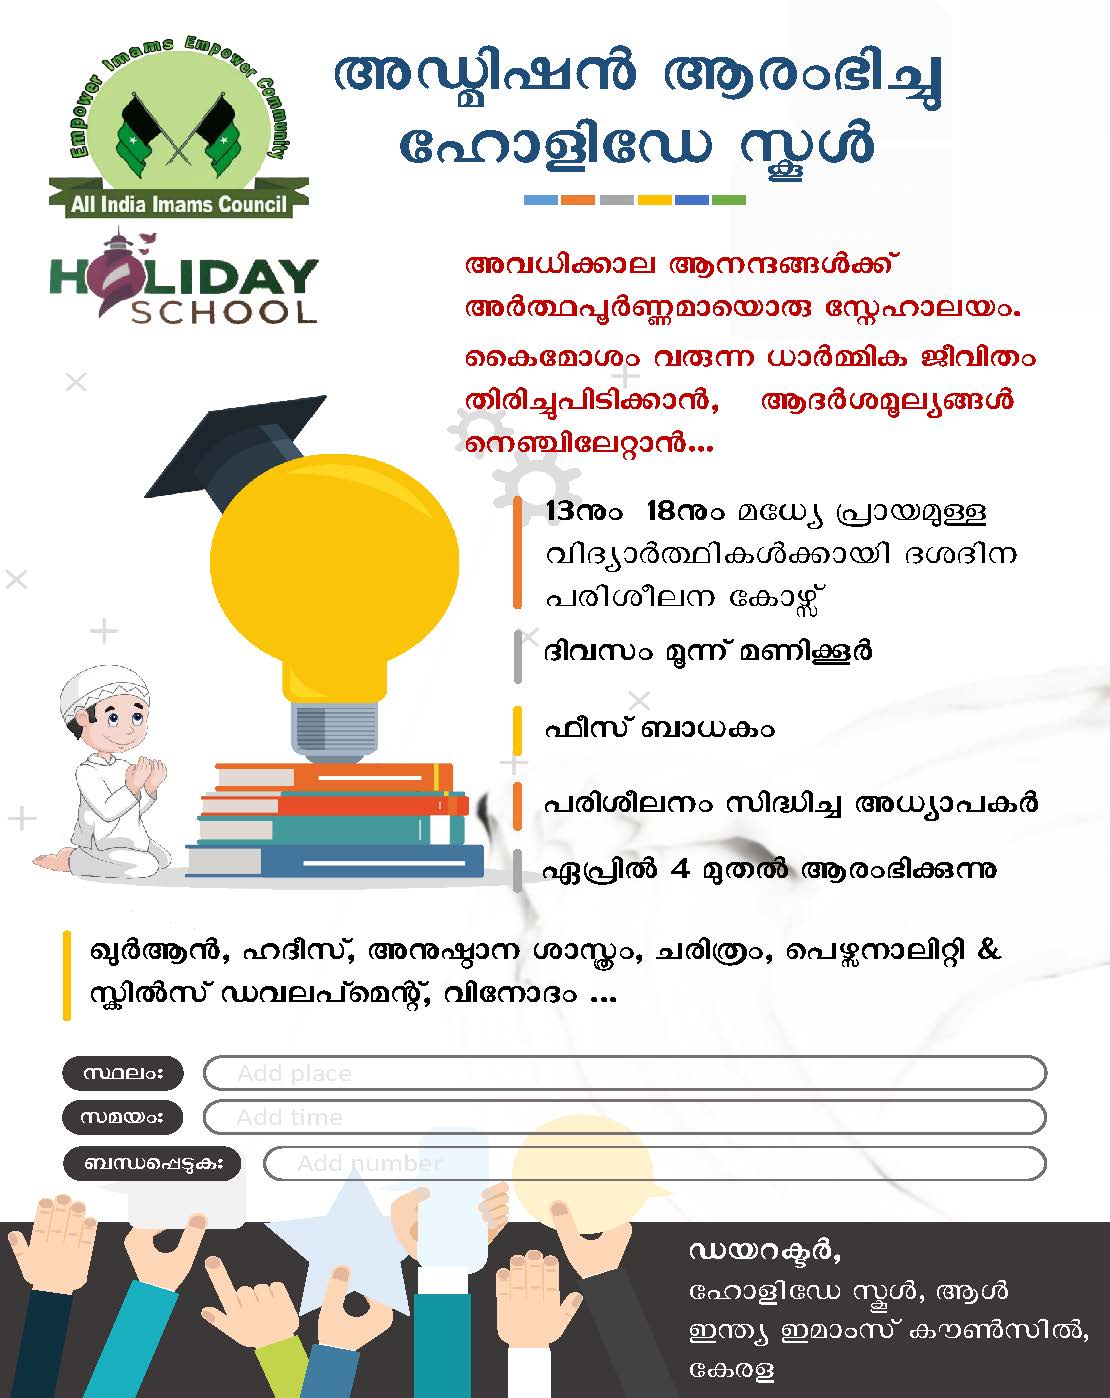 Empower Imams Empower Community
All India Imams Council
HOLIDAY
SCHOOL
അഡ്മിഷൻ ആരംഭിച്ചു
ഹോളിഡേ സ്കൂൾ
അവധിക്കാല ആനന്ദങ്ങൾക്ക്
അർത്ഥപൂർണ്ണമായൊരു സ്നേഹാലയം.
കൈമോശം വരുന്ന ധാർമ്മിക ജീവിതം
തിരിച്ചുപിടിക്കാൻ, ആദർശമൂല്യങ്ങൾ
നെഞ്ചിലേറ്റാൻ...
13നും 18നും മധ്യേ പ്രായമുള്ള
വിദ്യാർത്ഥികൾക്കായി ദശദിന
പരിശീലന കോഴ്സ്
ദിവസം മൂന്ന് മണിക്കൂർ
ഫീസ് ബാധകം
പരിശീലനം സിദ്ധിച്ച അധ്യാപകർ
ഏപ്രിൽ 4 മുതൽ ആരംഭിക്കുന്നു
ഖുർആൻ, ഹദീസ്, അനുഷ്ഠാന ശാസ്ത്രം, ചരിത്രം, പെഴ്സനാലിറ്റി &
സ്കിൽസ് ഡവലപ്മെന്റ്, വിനോദം ...
സ്ഥലം: Add place
സമയം: Add time
ബന്ധപ്പെടുക: Add number
ഡയറക്ടർ,
ഹോളിഡേ സ്കൂൾ, ആൾ
ഇന്ത്യ ഇമാംസ് കൗൺസിൽ,
കേരള